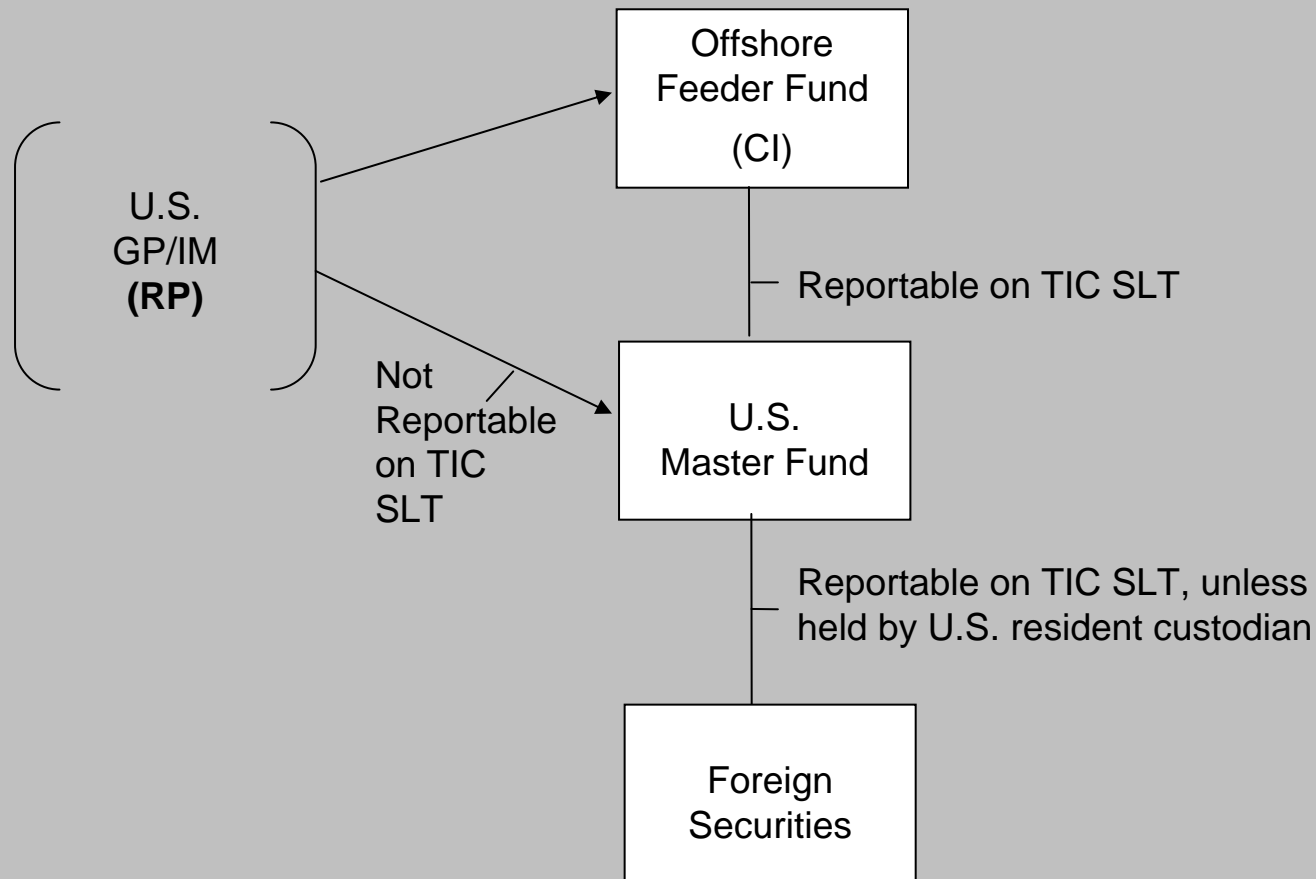 Offshore
Feeder Fund
(CI)
U.S.
GP/IM
(RP)
Reportable on TIC SLT
Not
Reportable
on TIC
SLT
U.S.
Master Fund
Reportable on TIC SLT, unless
held by U.S. resident custodian
Foreign
Securities